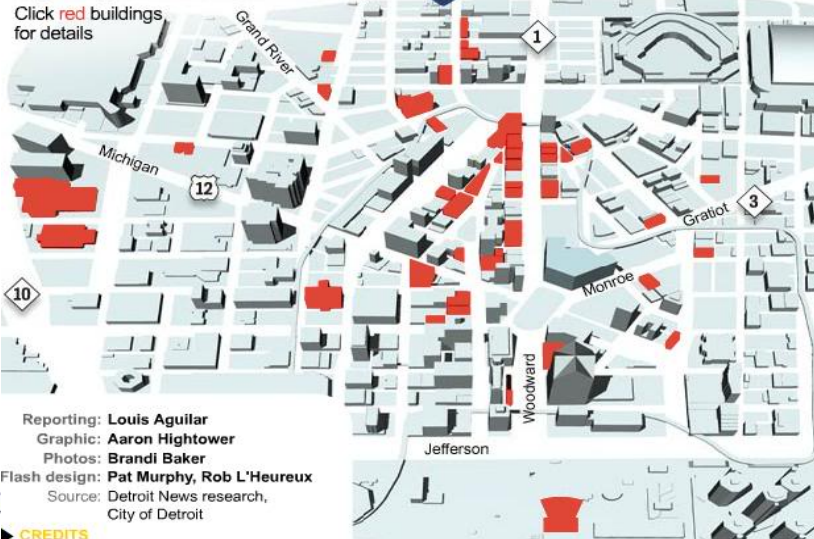 Click red buildings
for details
Grand River
1
Michigan
12
3
Gratiot
10
Monroe
Woodward
Jefferson
Reporting: Louis Aguilar
Graphic: Aaron Hightower
Photos: Brandi Baker
Flash design: Pat Murphy, Rob L'Heureux
Source: Detroit News research,
City of Detroit
CREDITS